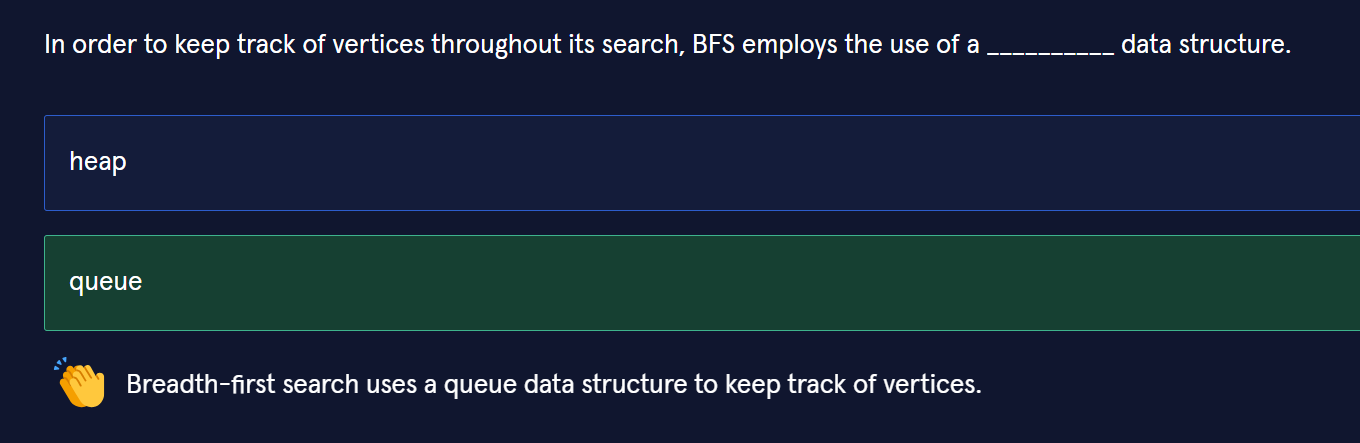 In order to keep track of vertices throughout its search, BFS employs the use of a __________ data structure.
heap
queue
Breadth-first search uses a queue data structure to keep track of vertices.